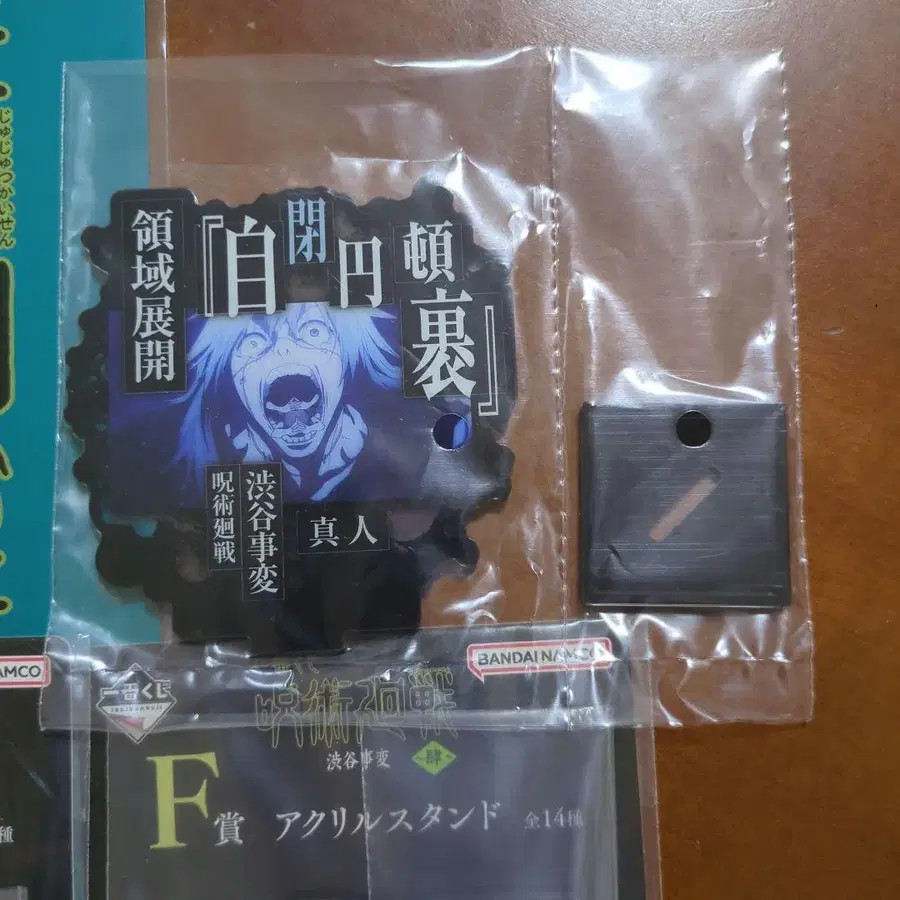 じゅじゅつかいせん
領域展開
『自閉円頓裹』
渋谷事変
呪術廻戦
真人
NAMCO
BANDAI NAMCO
一番くじ
呪術廻戦
渋谷事変
～肆～
F賞
アクリルスタンド
全14種
種